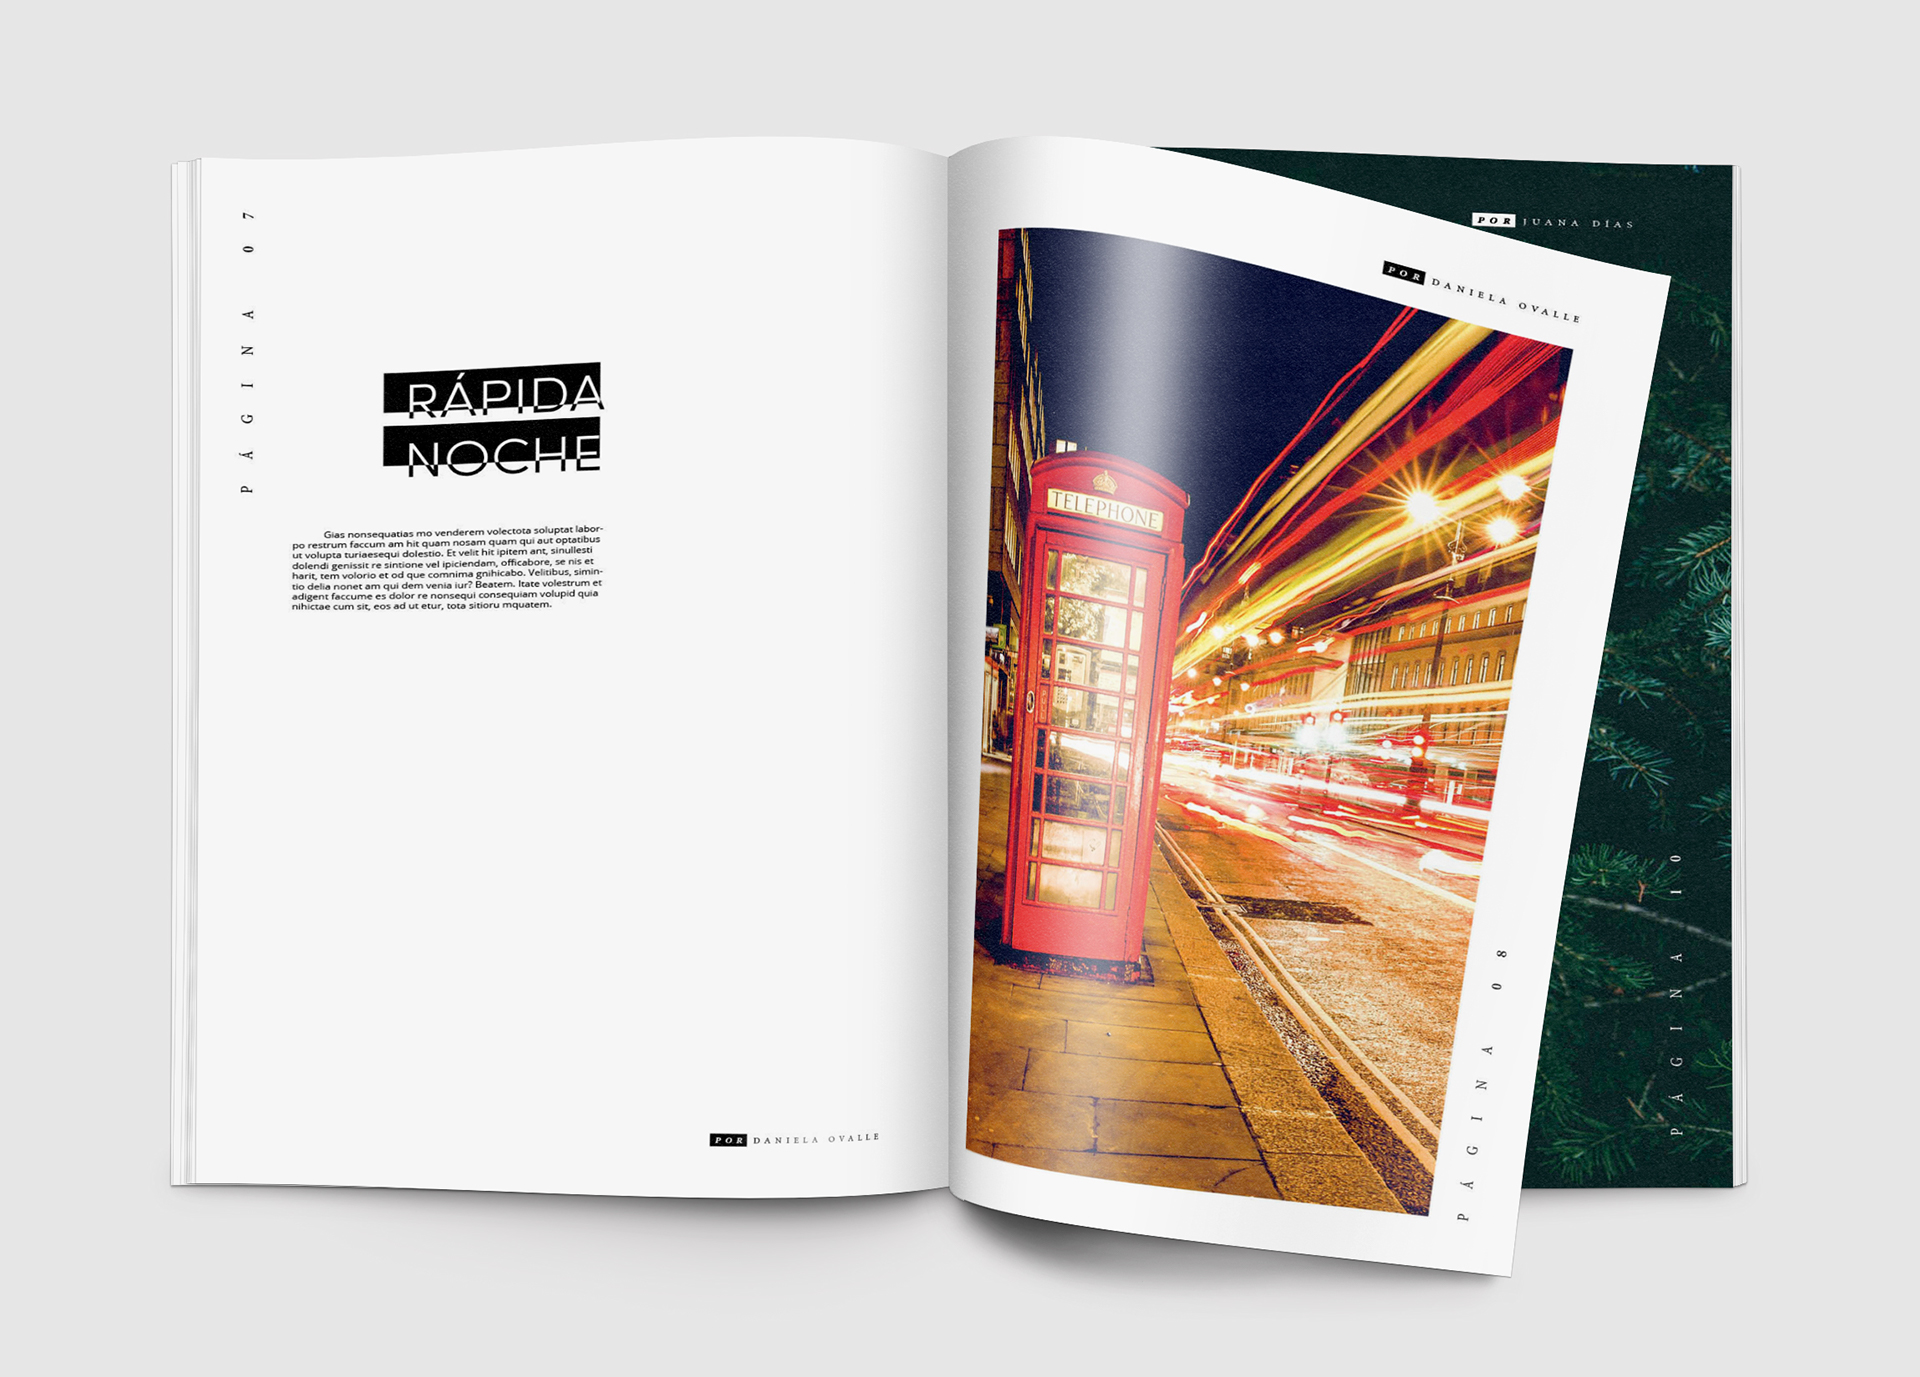 PÁGINA 07
RÁPIDA
NOCHE
Gias nonsequatias mo venderem volectota soluptat labor-
po restrum faccum am hit quam nosam quam qui aut optatibus
ut volupta turiaesequi dolestio. Et velit hit ipitem ant, sinullesti
dolendi genissit re sintione vel ipiciendam, officabore, se nis et
harit, tem volorio et od que comnima gnihicabo. Velitibus, simin-
tio delia nonet am qui dem venia iur? Beatem. Itate volestrum et
adigent faccume es dolor re nonsequi consequiam volupid quia
nihictae cum sit, eos ad ut etur, tota sitioru mquatem.
POR DANIELA OVALLE
POR DANIELA OVALLE
TELEPHONE
PÁGINA 08
POR JUANA DÍAS
PÁGINA 10